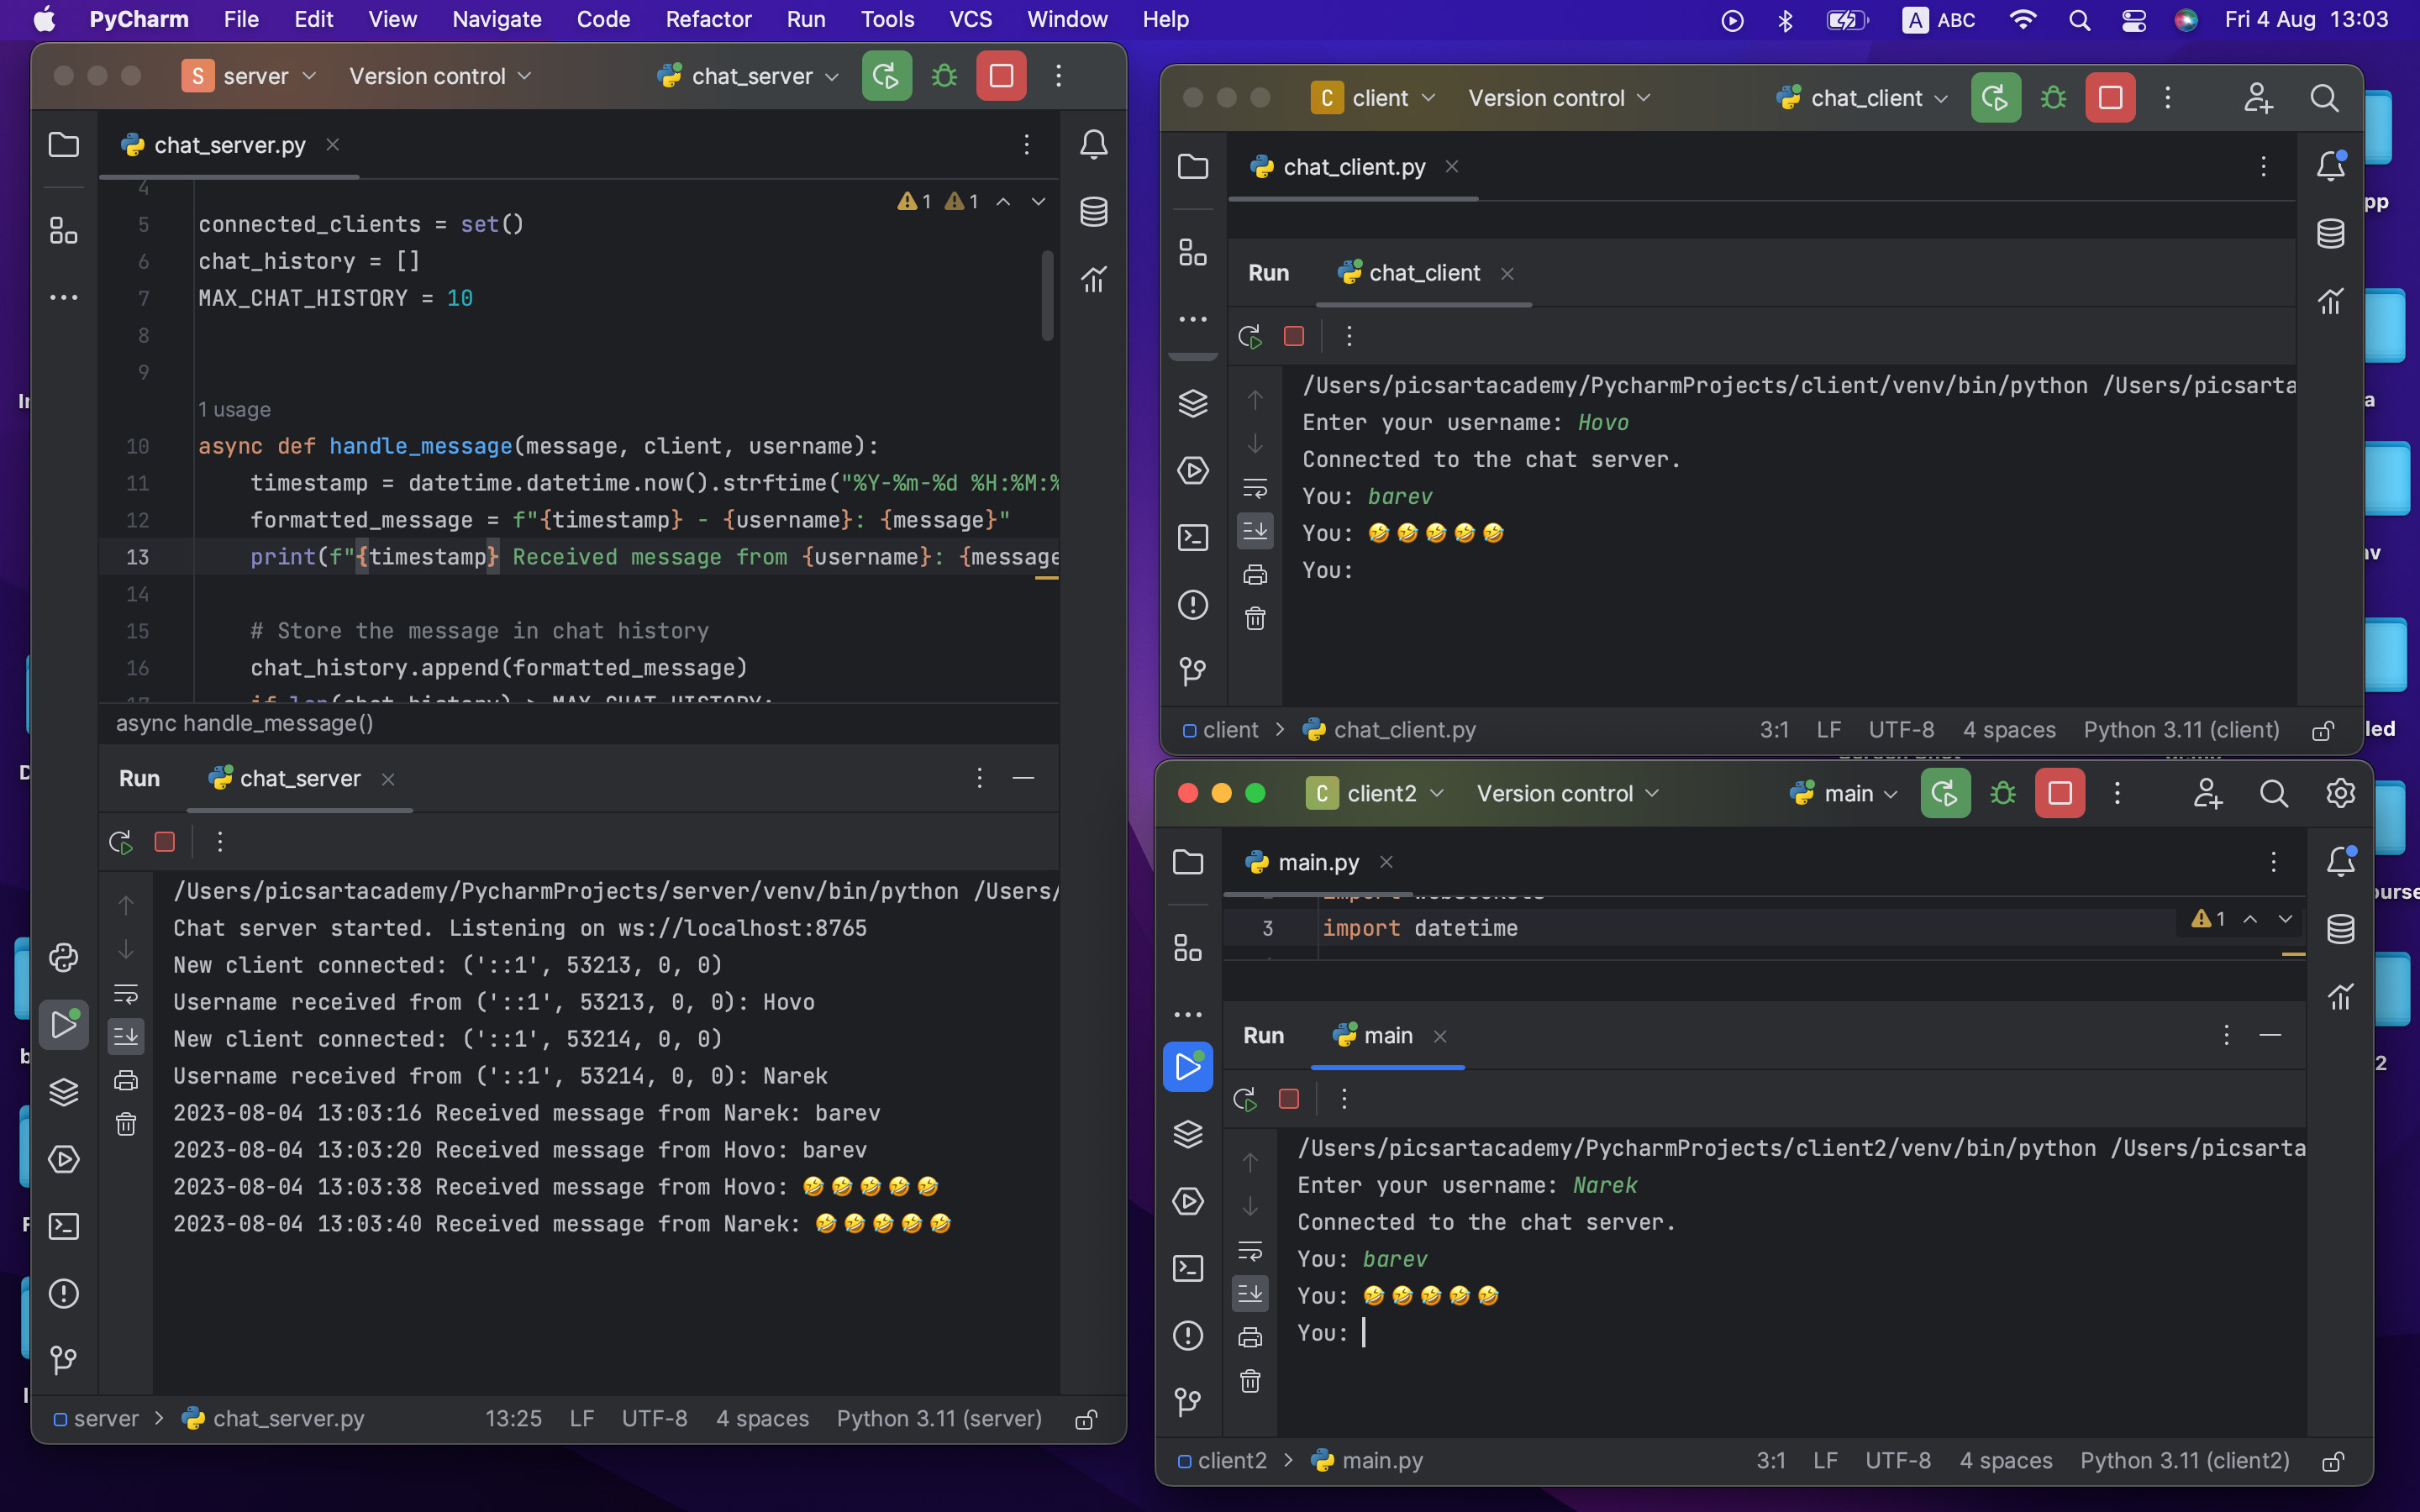 PyCharm File Edit View Navigate Code Refactor Run Tools VCS Window Help
A ABC Fri 4 Aug 13:03
S server Version control chat_server
chat_server.py
4
1 1
5 connected_clients = set()
6 chat_history = []
7 MAX_CHAT_HISTORY = 10
8
9
1 usage
10 async def handle_message(message, client, username):
11 timestamp = datetime.datetime.now().strftime("%Y-%m-%d %H:%M:%
12 formatted_message = f"{timestamp} - {username}: {message}"
13 print(f"{timestamp} Received message from {username}: {message
14
15 # Store the message in chat history
16 chat_history.append(formatted_message)
17 if len(chat_history) > MAX_CHAT_HISTORY:
async handle_message()
Run chat_server
/Users/picsartacademy/PycharmProjects/server/venv/bin/python /Users/
Chat server started. Listening on ws://localhost:8765
New client connected: ('::1', 53213, 0, 0)
Username received from ('::1', 53213, 0, 0): Hovo
New client connected: ('::1', 53214, 0, 0)
Username received from ('::1', 53214, 0, 0): Narek
2023-08-04 13:03:16 Received message from Narek: barev
2023-08-04 13:03:20 Received message from Hovo: barev
2023-08-04 13:03:38 Received message from Hovo: 🤣🤣🤣🤣🤣
2023-08-04 13:03:40 Received message from Narek: 🤣🤣🤣🤣🤣
server > chat_server.py 13:25 LF UTF-8 4 spaces Python 3.11 (server)
C client Version control chat_client
chat_client.py
Run chat_client
/Users/picsartacademy/PycharmProjects/client/venv/bin/python /Users/picsarta
Enter your username: Hovo
Connected to the chat server.
You: barev
You: 🤣🤣🤣🤣🤣
You:
client > chat_client.py 3:1 LF UTF-8 4 spaces Python 3.11 (client)
C client2 Version control main
main.py
import websockets
3 import datetime
1
Run main
/Users/picsartacademy/PycharmProjects/client2/venv/bin/python /Users/picsarta
Enter your username: Narek
Connected to the chat server.
You: barev
You: 🤣🤣🤣🤣🤣
You:
client2 > main.py 3:1 LF UTF-8 4 spaces Python 3.11 (client2)